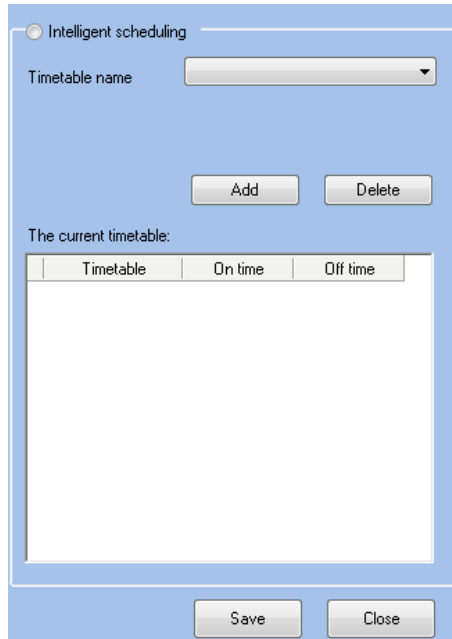 Intelligent scheduling
Timetable name
Add Delete
The current timetable:
Timetable On time Off time
Save Close